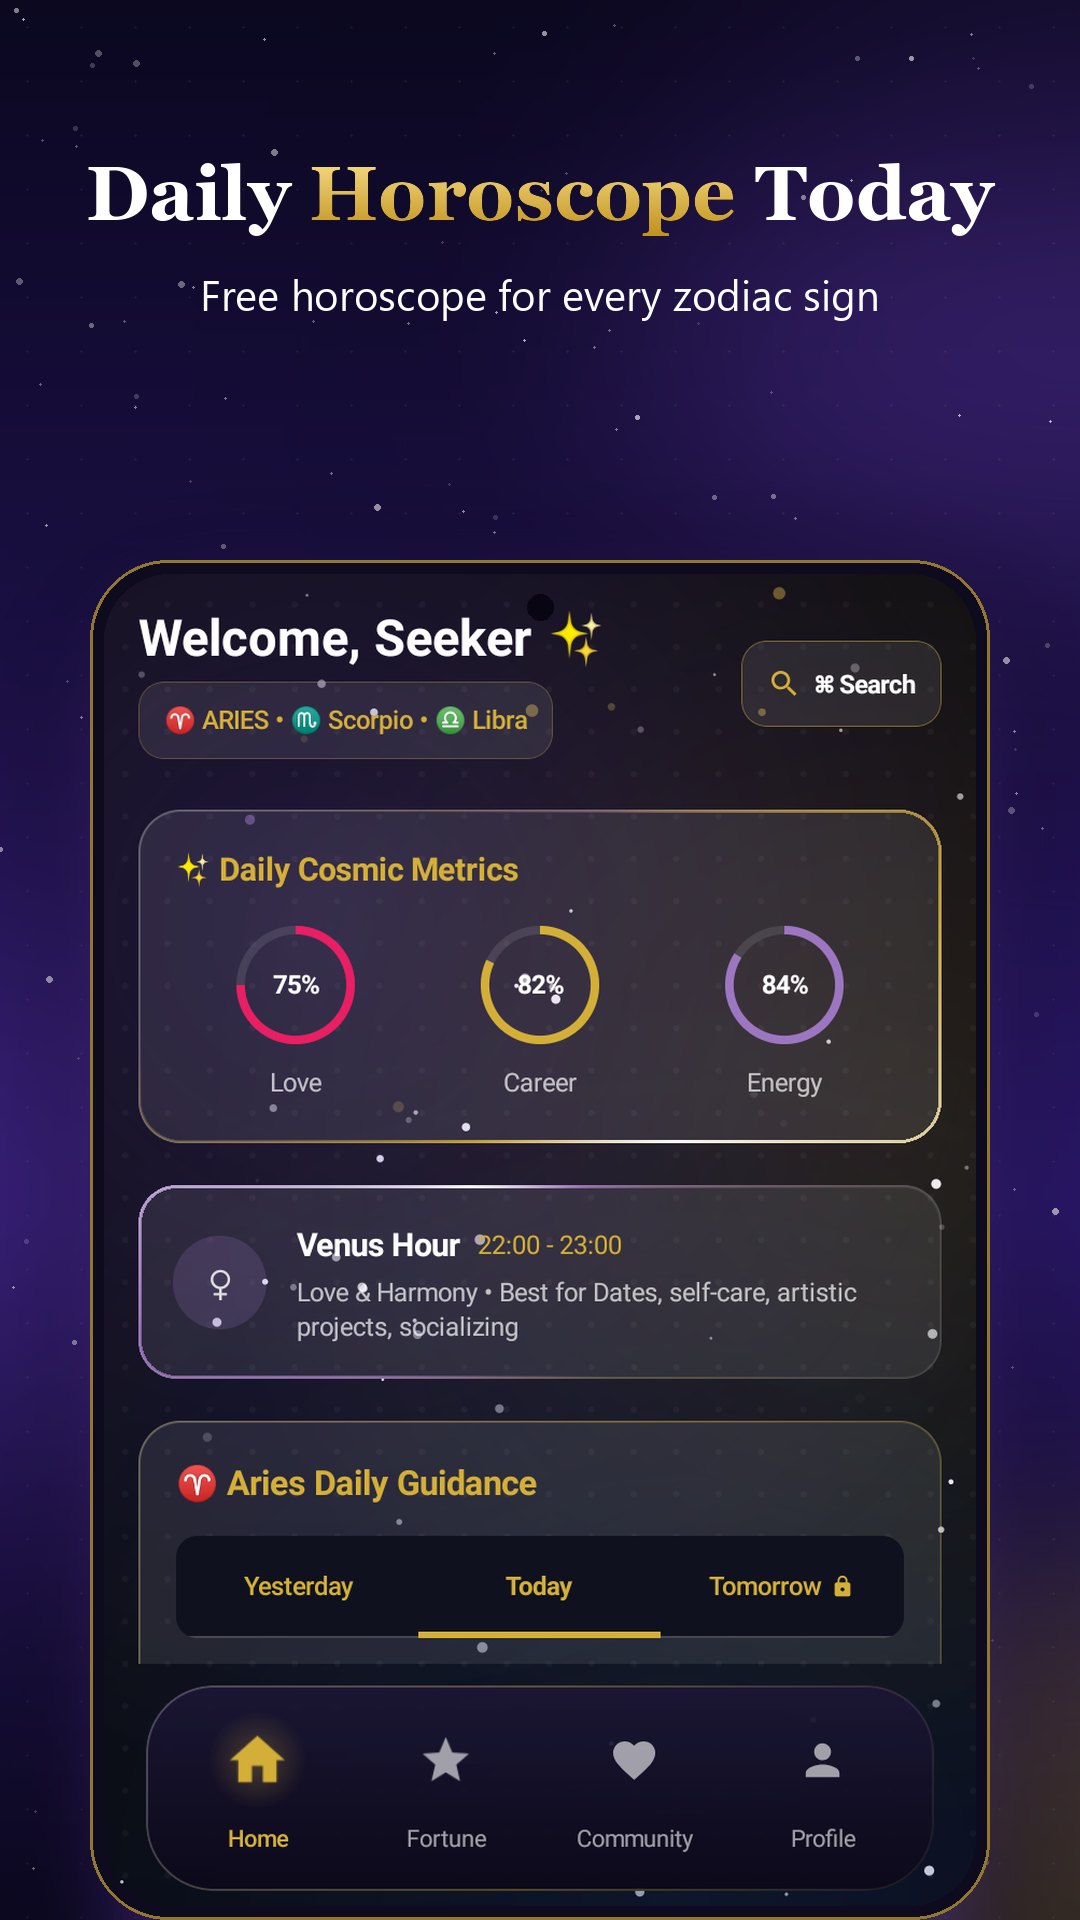 Daily Horoscope Today
Free horoscope for every zodiac sign
Welcome, Seeker ✨
♈ ARIES • ♏ Scorpio • ♎ Libra
⌘ Search
✨ Daily Cosmic Metrics
75%
82%
84%
Love
Career
Energy
Venus Hour 22:00 - 23:00
♀
Love & Harmony • Best for Dates, self-care, artistic
projects, socializing
♈ Aries Daily Guidance
Yesterday
Today
Tomorrow
Home
Fortune
Community
Profile